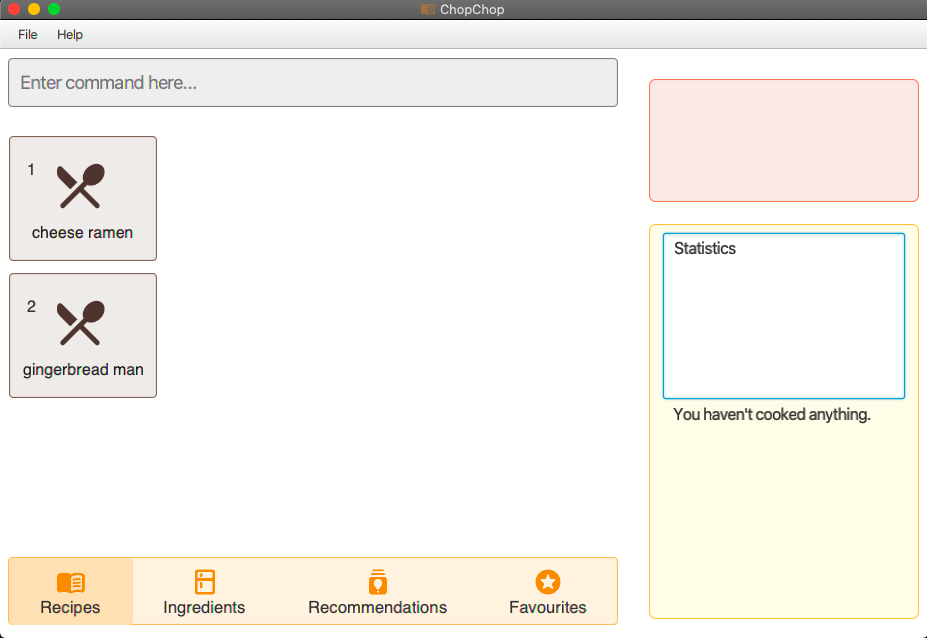 ChopChop
File Help
Enter command here...
1
cheese ramen
2
gingerbread man
Statistics
You haven't cooked anything.
Recipes Ingredients Recommendations Favourites